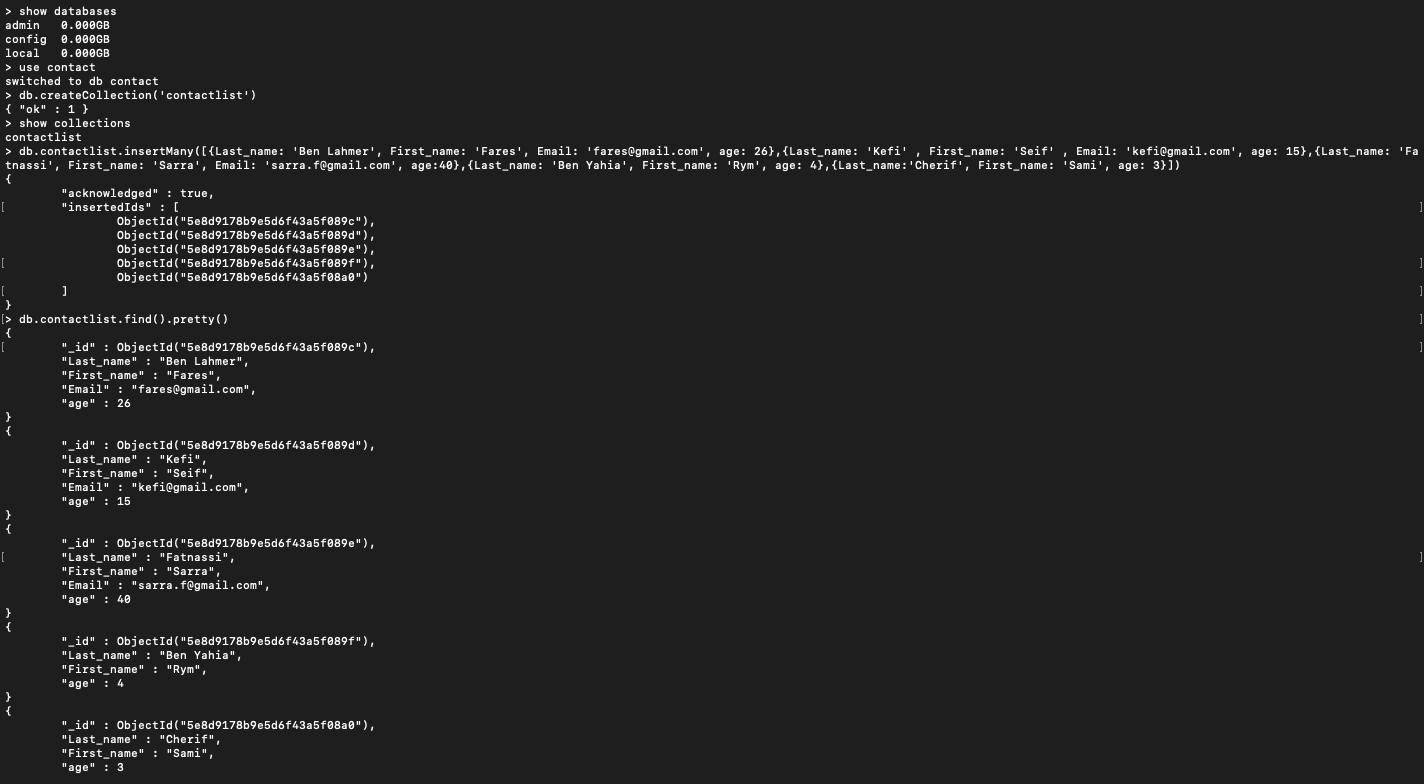 > show databases
admin   0.000GB
config  0.000GB
local   0.000GB
> use contact
switched to db contact
> db.createCollection('contactlist')
{ "ok" : 1 }
> show collections
contactlist
> db.contactlist.insertMany([{Last_name: 'Ben Lahmer', First_name: 'Fares', Email: 'fares@gmail.com', age: 26},{Last_name: 'Kefi' , First_name: 'Seif' , Email: 'kefi@gmail.com', age: 15},{Last_name: 'Fa
tnassi', First_name: 'Sarra', Email: 'sarra.f@gmail.com', age:40},{Last_name: 'Ben Yahia', First_name: 'Rym', age: 4},{Last_name:'Cherif', First_name: 'Sami', age: 3}])
{
        "acknowledged" : true,
[       "insertedIds" : [ ]
                ObjectId("5e8d9178b9e5d6f43a5f089c"),
                ObjectId("5e8d9178b9e5d6f43a5f089d"),
                ObjectId("5e8d9178b9e5d6f43a5f089e"),
[               ObjectId("5e8d9178b9e5d6f43a5f089f"), ]
                ObjectId("5e8d9178b9e5d6f43a5f08a0")
[       ] ]
}
[> db.contactlist.find().pretty() ]
{
[       "_id" : ObjectId("5e8d9178b9e5d6f43a5f089c"), ]
        "Last_name" : "Ben Lahmer",
        "First_name" : "Fares",
        "Email" : "fares@gmail.com",
        "age" : 26
}
{
        "_id" : ObjectId("5e8d9178b9e5d6f43a5f089d"),
        "Last_name" : "Kefi",
        "First_name" : "Seif",
        "Email" : "kefi@gmail.com",
        "age" : 15
}
{
        "_id" : ObjectId("5e8d9178b9e5d6f43a5f089e"),
[       "Last_name" : "Fatnassi", ]
        "First_name" : "Sarra",
        "Email" : "sarra.f@gmail.com",
        "age" : 40
}
{
        "_id" : ObjectId("5e8d9178b9e5d6f43a5f089f"),
        "Last_name" : "Ben Yahia",
        "First_name" : "Rym",
        "age" : 4
}
{
        "_id" : ObjectId("5e8d9178b9e5d6f43a5f08a0"),
        "Last_name" : "Cherif",
        "First_name" : "Sami",
        "age" : 3